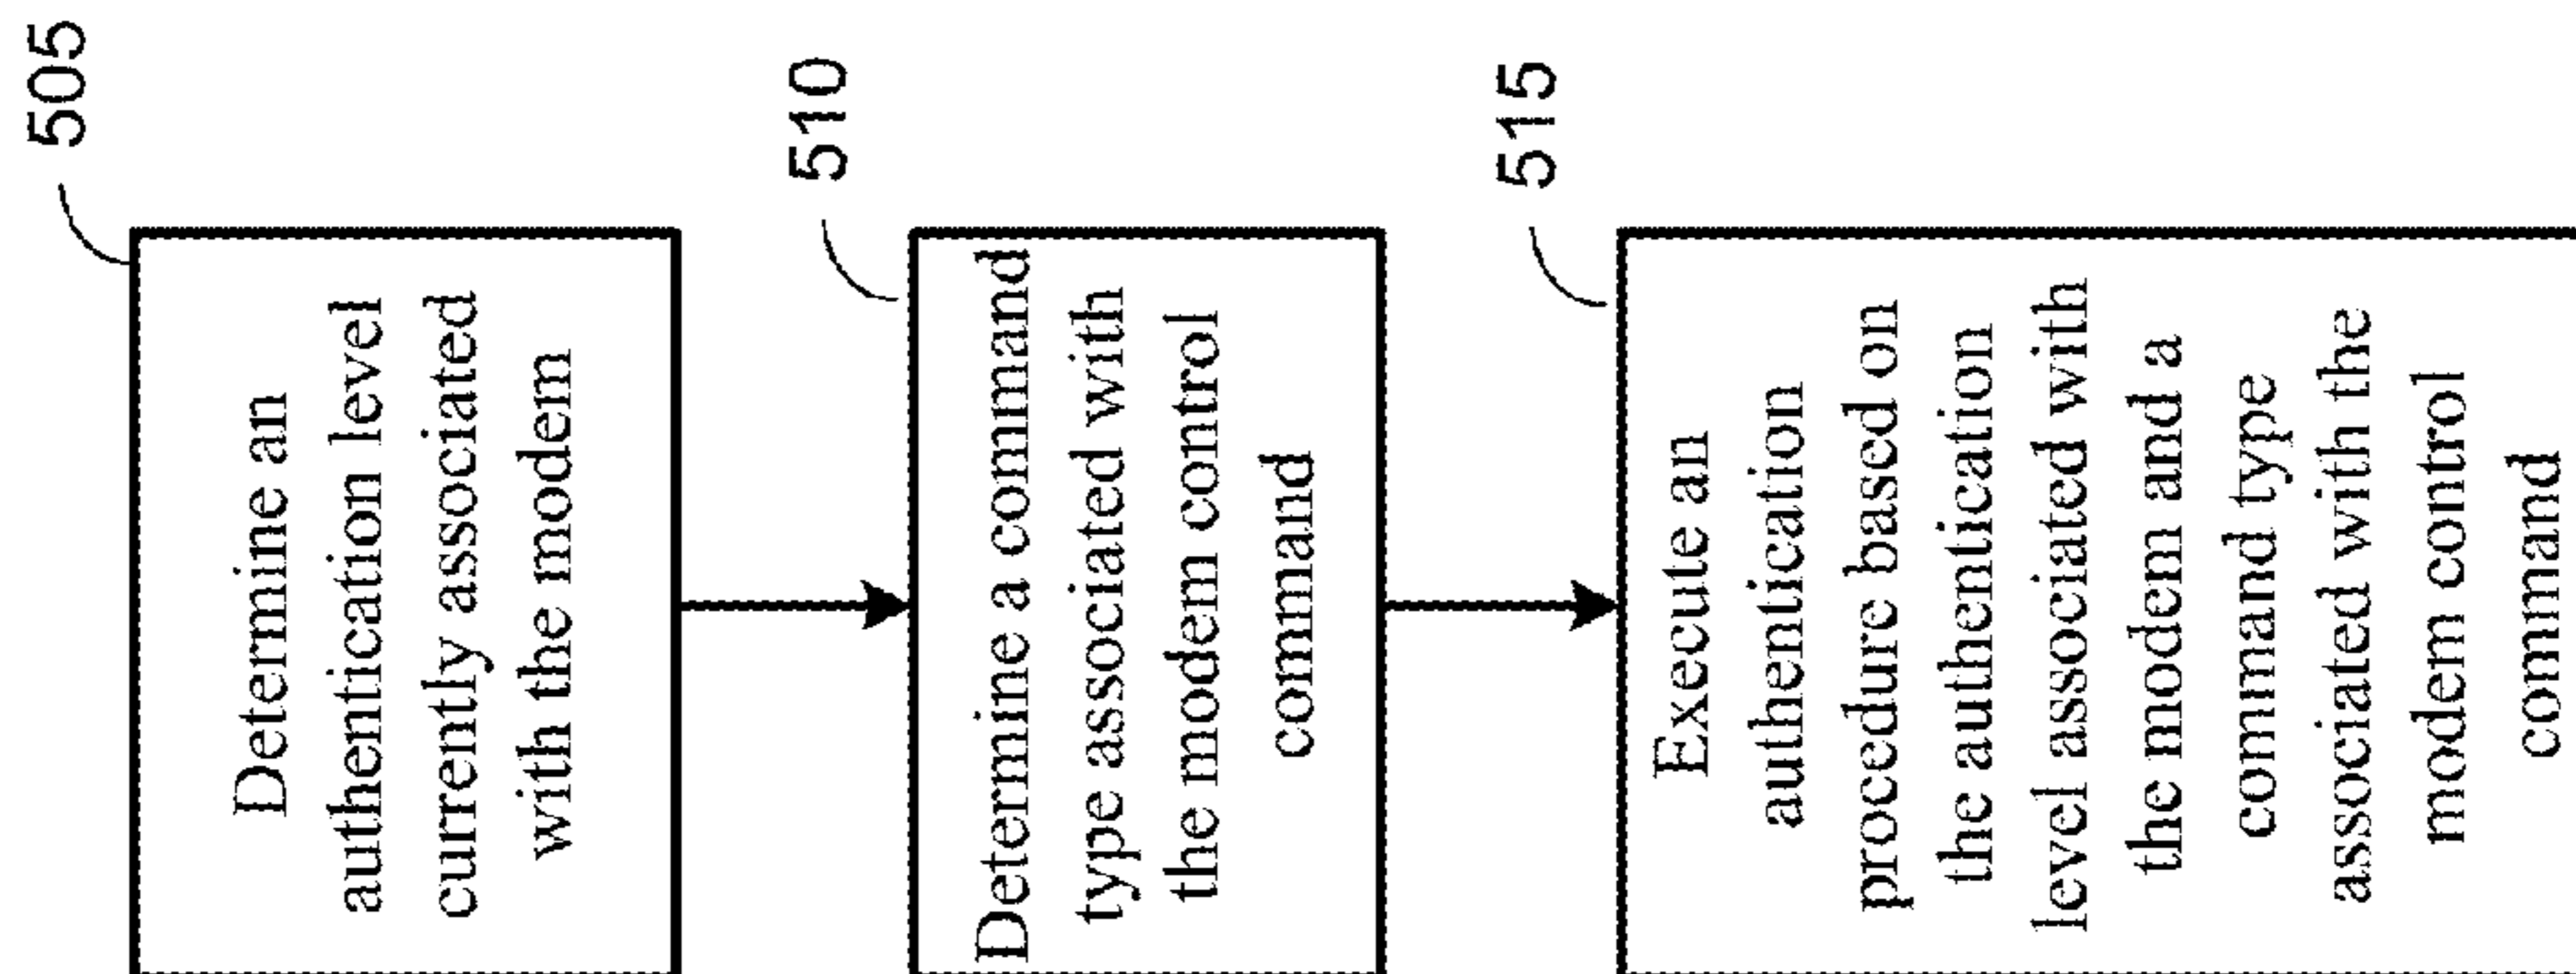 505
Determine an
authentication level
currently associated
with the modem
510
Determine a command
type associated with
the modem control
command
515
Execute an
authentication
procedure based on
the authentication
level associated with
the modem and a
command type
associated with the
modem control
command